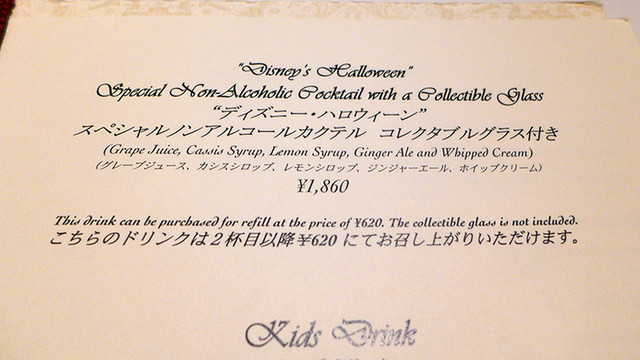 "Disney's Halloween"
Special Non-Alcoholic Cocktail with a Collectible Glass
“ディズニー・ハロウィーン”
スペシャルノンアルコールカクテル コレクタブルグラス付き
(Grape Juice, Cassis Syrup, Lemon Syrup, Ginger Ale and Whipped Cream)
(グレープジュース、カシスシロップ、レモンシロップ、ジンジャーエール、ホイップクリーム)
¥1,860
This drink can be purchased for refill at the price of ¥620. The collectible glass is not included.
こちらのドリンクは２杯目以降¥620 にてお召し上がりいただけます。
Kids Drink